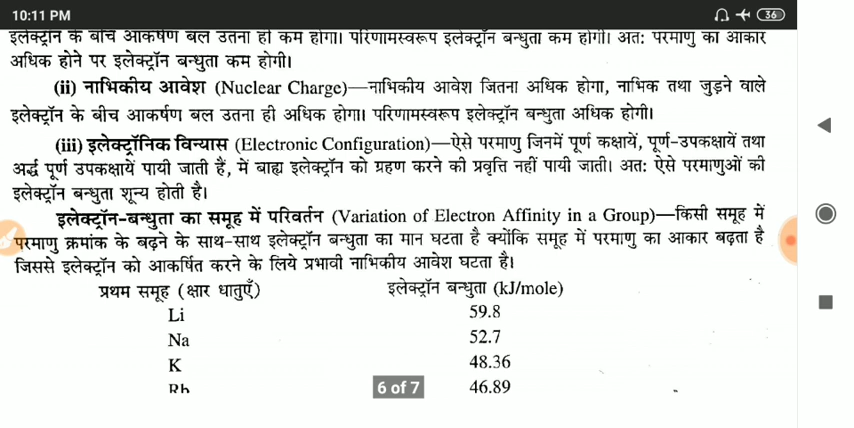 10:11 PM
36
इलेक्ट्रॉन के बीच आकर्षण बल उतना ही कम होगा। परिणामस्वरूप इलेक्ट्रॉन बन्धुता कम होगी। अतः परमाणु का आकार
अधिक होने पर इलेक्ट्रॉन बन्धुता कम होगी।
(ii) नाभिकीय आवेश (Nuclear Charge)—नाभिकीय आवेश जितना अधिक होगा, नाभिक तथा जुड़ने वाले
इलेक्ट्रॉन के बीच आकर्षण बल उतना ही अधिक होगा। परिणामस्वरूप इलेक्ट्रॉन बन्धुता अधिक होगी।
(iii) इलेक्ट्रॉनिक विन्यास (Electronic Configuration)—ऐसे परमाणु जिनमें पूर्ण कक्षायें, पूर्ण-उपकक्षायें तथा
अर्द्ध पूर्ण उपकक्षायें पायी जाती हैं, में बाह्य इलेक्ट्रॉन को ग्रहण करने की प्रवृत्ति नहीं पायी जाती। अतः ऐसे परमाणुओं की
इलेक्ट्रॉन बन्धुता शून्य होती है।
इलेक्ट्रॉन-बन्धुता का समूह में परिवर्तन (Variation of Electron Affinity in a Group)—किसी समूह में
परमाणु क्रमांक के बढ़ने के साथ-साथ इलेक्ट्रॉन बन्धुता का मान घटता है क्योंकि समूह में परमाणु का आकार बढ़ता है
जिससे इलेक्ट्रॉन को आकर्षित करने के लिये प्रभावी नाभिकीय आवेश घटता है।
प्रथम समूह (क्षार धातुएँ) इलेक्ट्रॉन बन्धुता (kJ/mole)
Li 59.8
Na 52.7
K 48.36
Rb 46.89
6 of 7